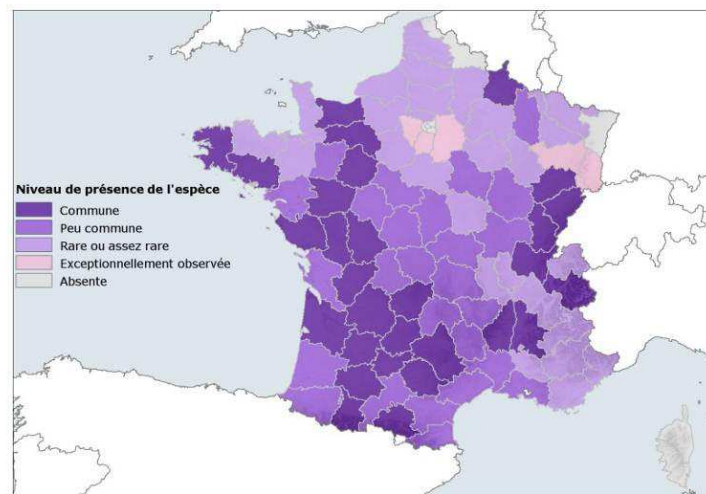 Niveau de présence de l'espèce
Commune
Peu commune
Rare ou assez rare
Exceptionnellement observée
Absente